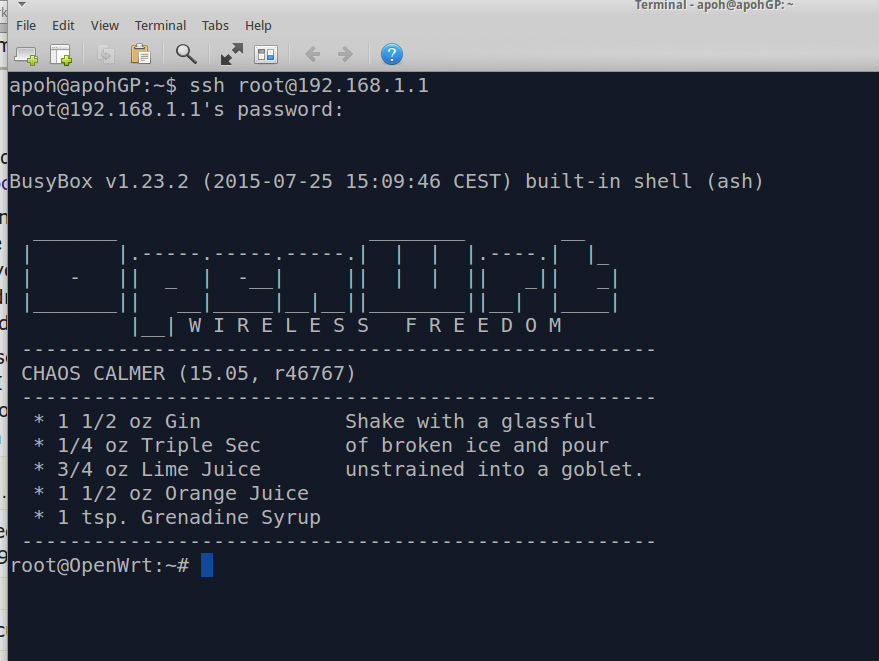 Terminal - apoh@apohGP: ~
File Edit View Terminal Tabs Help
apoh@apohGP:~$ ssh root@192.168.1.1
root@192.168.1.1's password:
BusyBox v1.23.2 (2015-07-25 15:09:46 CEST) built-in shell (ash)
OpenWrt
W I R E L E S S F R E E D O M
-----------------------------------------------------
CHAOS CALMER (15.05, r46767)
-----------------------------------------------------
* 1 1/2 oz Gin Shake with a glassful
* 1/4 oz Triple Sec of broken ice and pour
* 3/4 oz Lime Juice unstrained into a goblet.
* 1 1/2 oz Orange Juice
* 1 tsp. Grenadine Syrup
-----------------------------------------------------
root@OpenWrt:~#